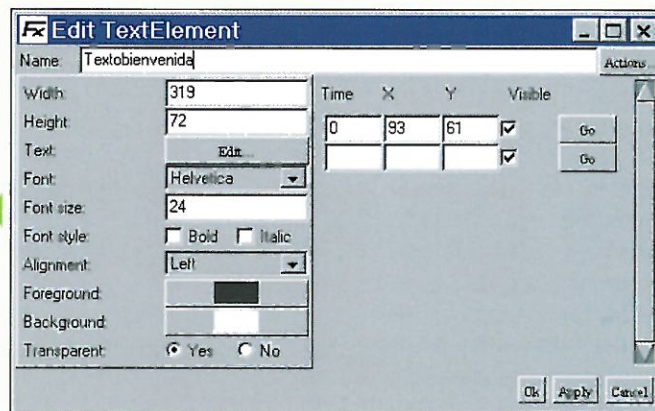 Fx Edit TextElement
Name: Textobienvenida Actions...
Width: 319
Height: 72
Text: Edit...
Font: Helvetica
Font size: 24
Font style: Bold Italic
Alignment: Left
Foreground:
Background:
Transparent: Yes No
Time X Y Visible
0 93 61 Go
Go
Ok Apply Cancel